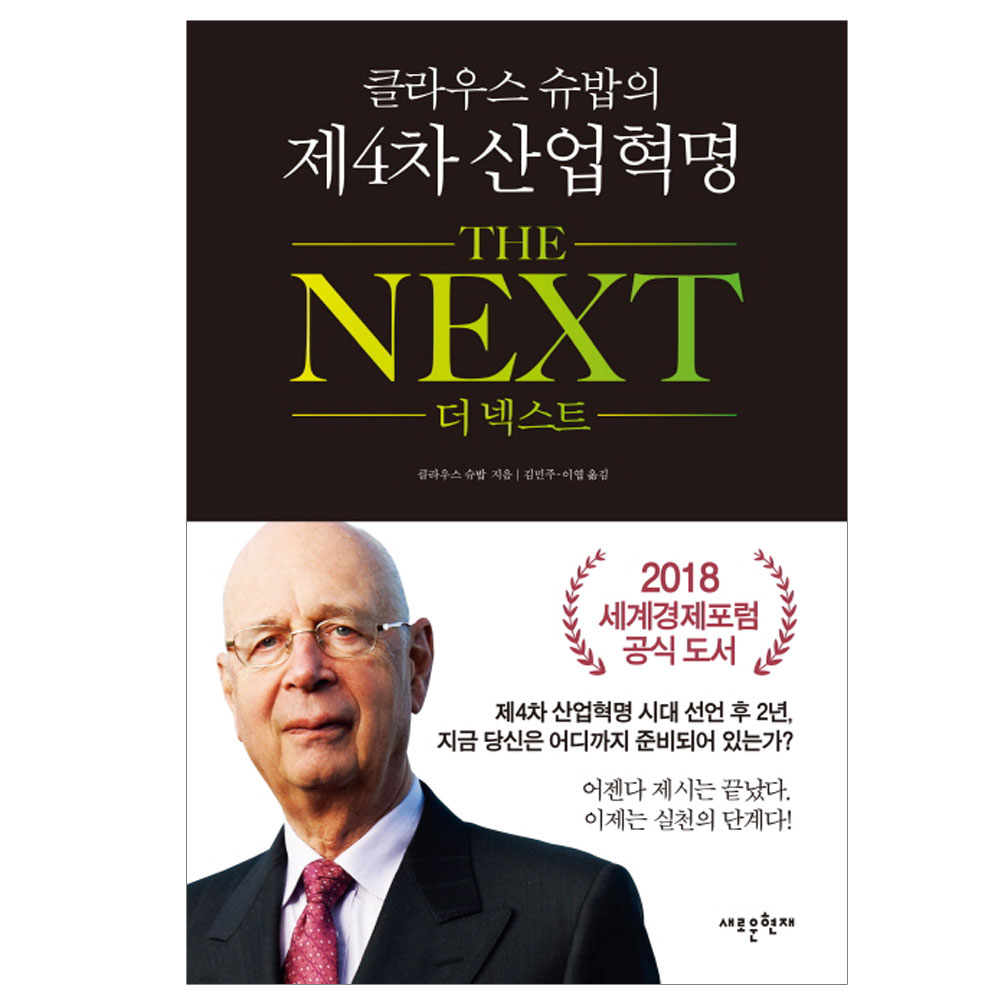 클라우스 슈밥의
제4차 산업혁명
THE
NEXT
더 넥스트
클라우스 슈밥 지음 | 김민주·이엽 옮김
2018
세계경제포럼
공식 도서
제4차 산업혁명 시대 선언 후 2년,
지금 당신은 어디까지 준비되어 있는가?
어젠다 제시는 끝났다.
이제는 실천의 단계다!
새로운현재